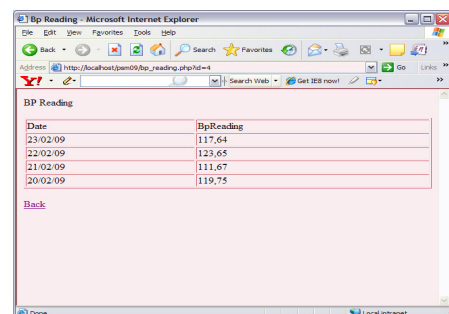 Bp Reading - Microsoft Internet Explorer
File Edit View Favorites Tools Help
Back Search Favorites
Address http://localhost/psm09/bp_reading.php?id=4 Go Links
Y! Search Web Get IE8 now!
BP Reading
Date BpReading
23/02/09 117,64
22/02/09 123,65
21/02/09 111,67
20/02/09 119,75
Back
Done Local intranet